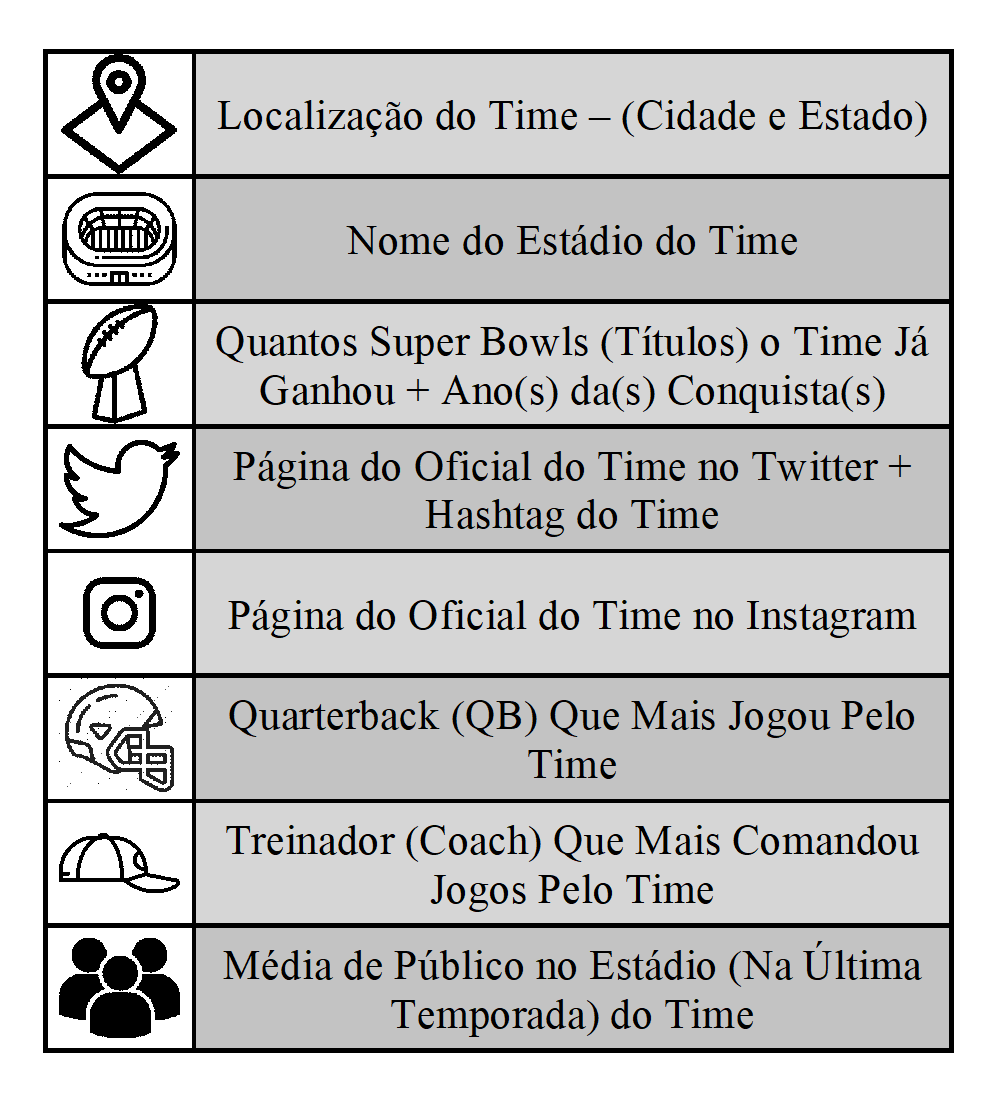 Localização do Time – (Cidade e Estado)
Nome do Estádio do Time
Quantos Super Bowls (Títulos) o Time Já
Ganhou + Ano(s) da(s) Conquista(s)
Página do Oficial do Time no Twitter +
Hashtag do Time
Página do Oficial do Time no Instagram
Quarterback (QB) Que Mais Jogou Pelo
Time
Treinador (Coach) Que Mais Comandou
Jogos Pelo Time
Média de Público no Estádio (Na Última
Temporada) do Time